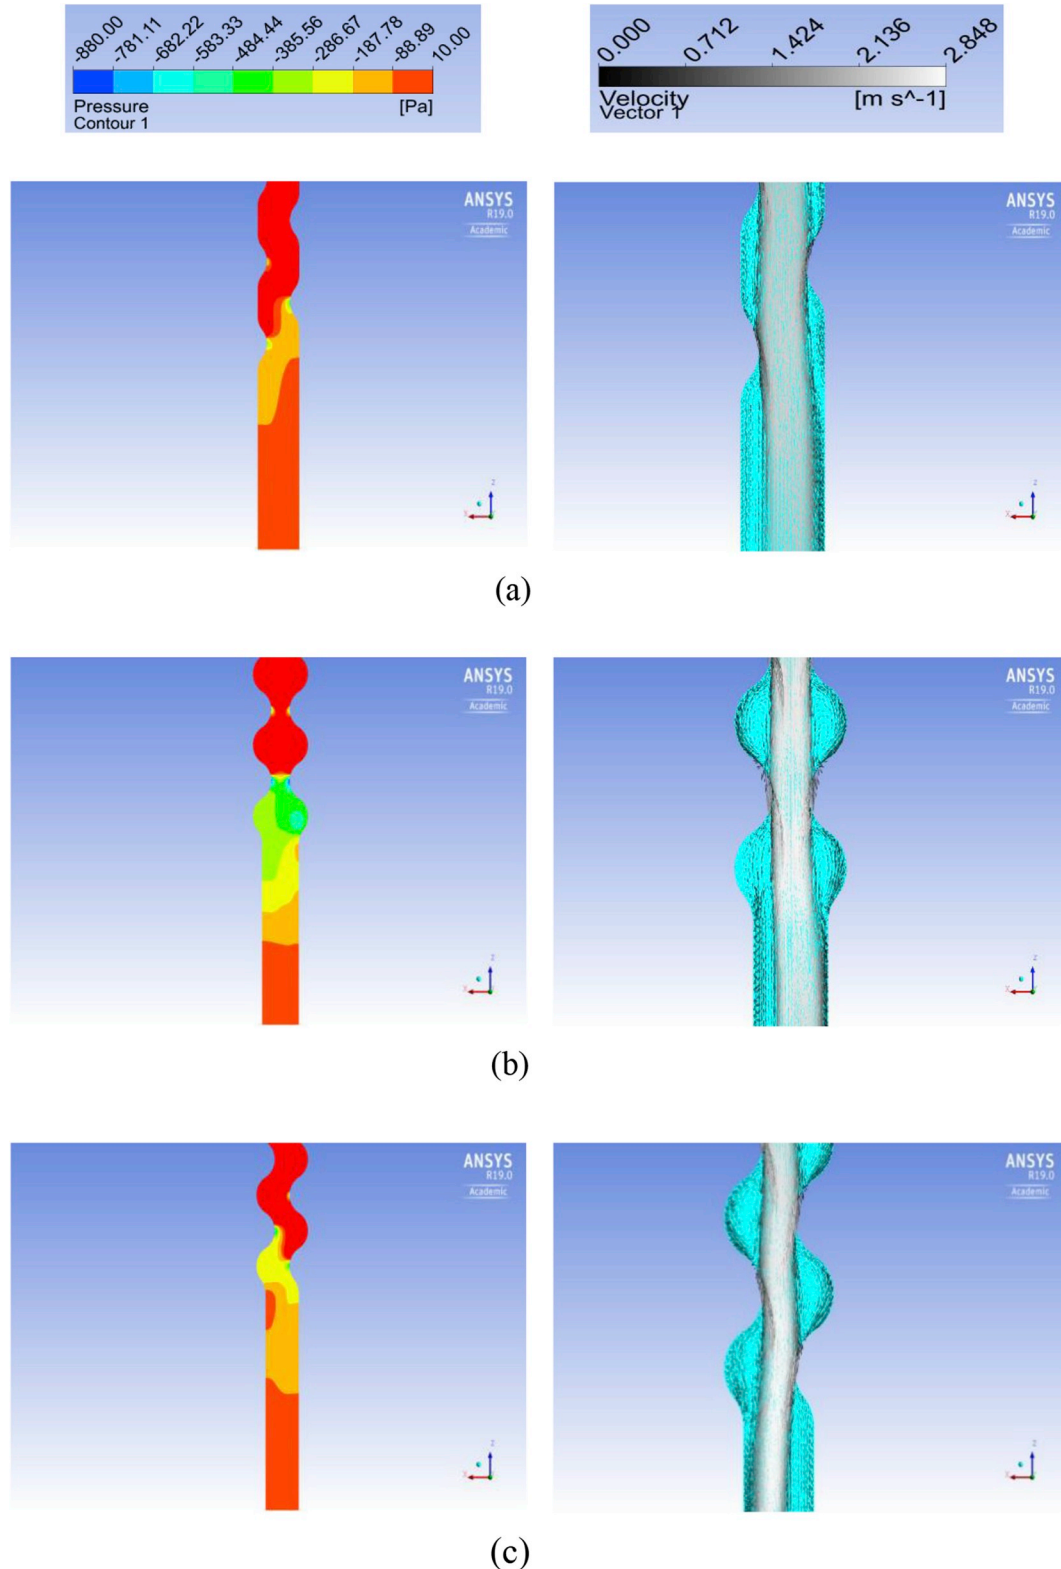 -880.00
-781.11
-682.22
-583.33
-484.44
-385.56
-286.67
-187.78
-88.89
10.00
Pressure
Contour 1
[Pa]
0.000
0.712
1.424
2.136
2.848
Velocity
Vector 1
[m s^-1]
ANSYS
R19.0
Academic
z
x
ANSYS
R19.0
Academic
z
x
(a)
ANSYS
R19.0
Academic
z
x
ANSYS
R19.0
Academic
z
x
(b)
ANSYS
R19.0
Academic
z
x
ANSYS
R19.0
Academic
z
x
(c)